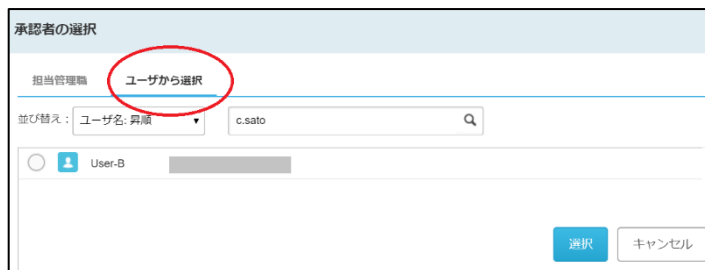 承認者の選択
担当管理職 ユーザから選択
並び替え： ユーザ名: 昇順 c.sato
User-B
選択 キャンセル